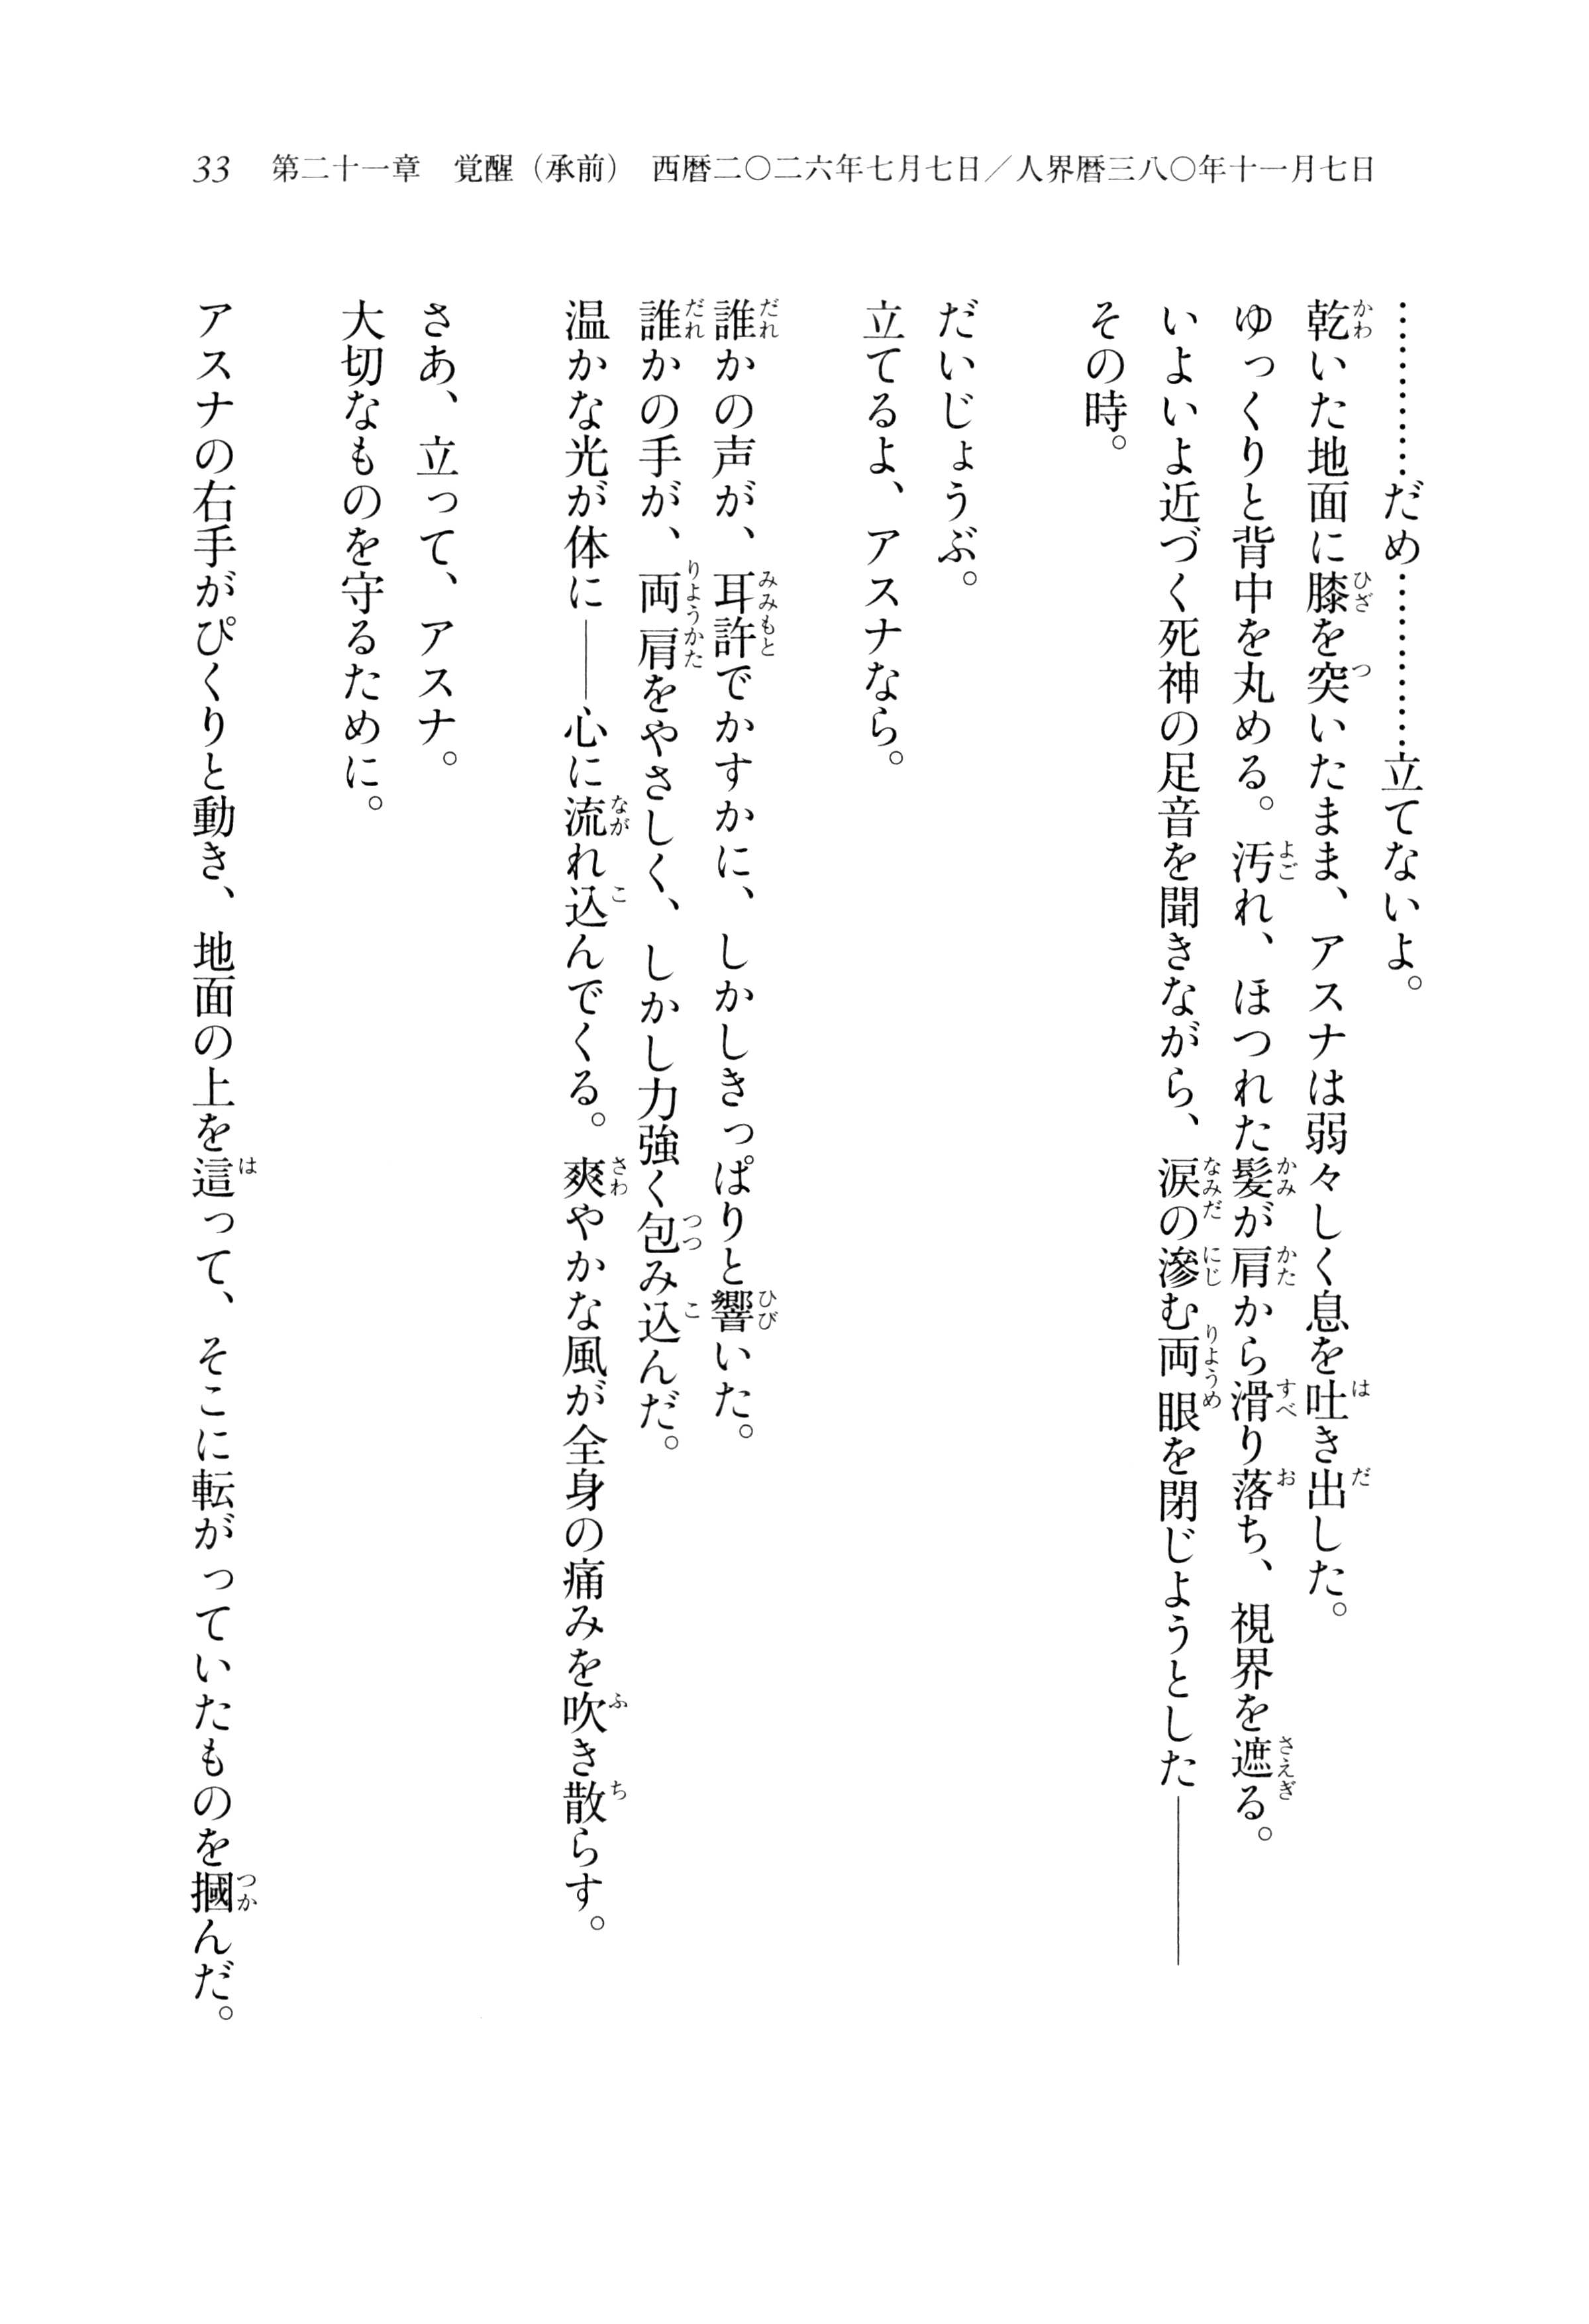 33　第二十一章　覚醒（承前）　西暦二〇二六年七月七日／人界暦三八〇年十一月七日
…………だめ…………立てないよ。
乾いた地面に膝を突いたまま、アスナは弱々しく息を吐き出した。
ゆっくりと背中を丸める。汚れ、ほつれた髪が肩から滑り落ち、視界を遮る。
いよいよ近づく死神の足音を聞きながら、涙の滲む両眼を閉じようとした――――
その時。
だいじょうぶ。
立てるよ、アスナなら。
誰かの声が、耳許でかすかに、しかしきっぱりと響いた。
誰かの手が、両肩をやさしく、しかし力強く包み込んだ。
温かな光が体に――心に流れ込んでくる。爽やかな風が全身の痛みを吹き散らす。
さあ、立って、アスナ。
大切なものを守るために。
アスナの右手がぴくりと動き、地面の上を這って、そこに転がっていたものを摑んだ。